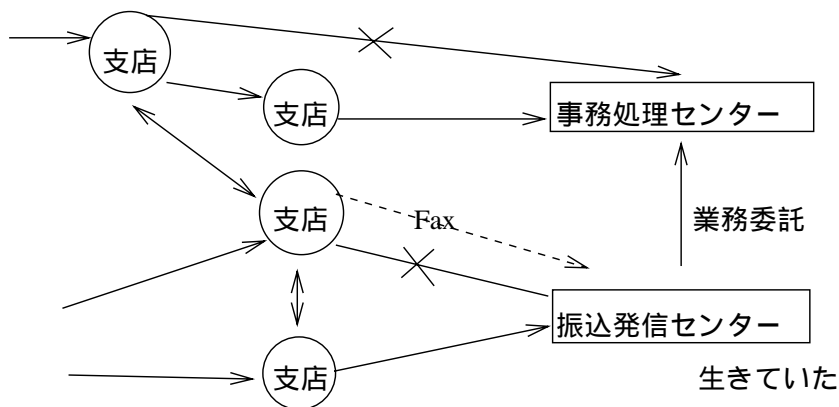 支店
支店
事務処理センター
支店
Fax
業務委託
振込発信センター
支店
生きていた